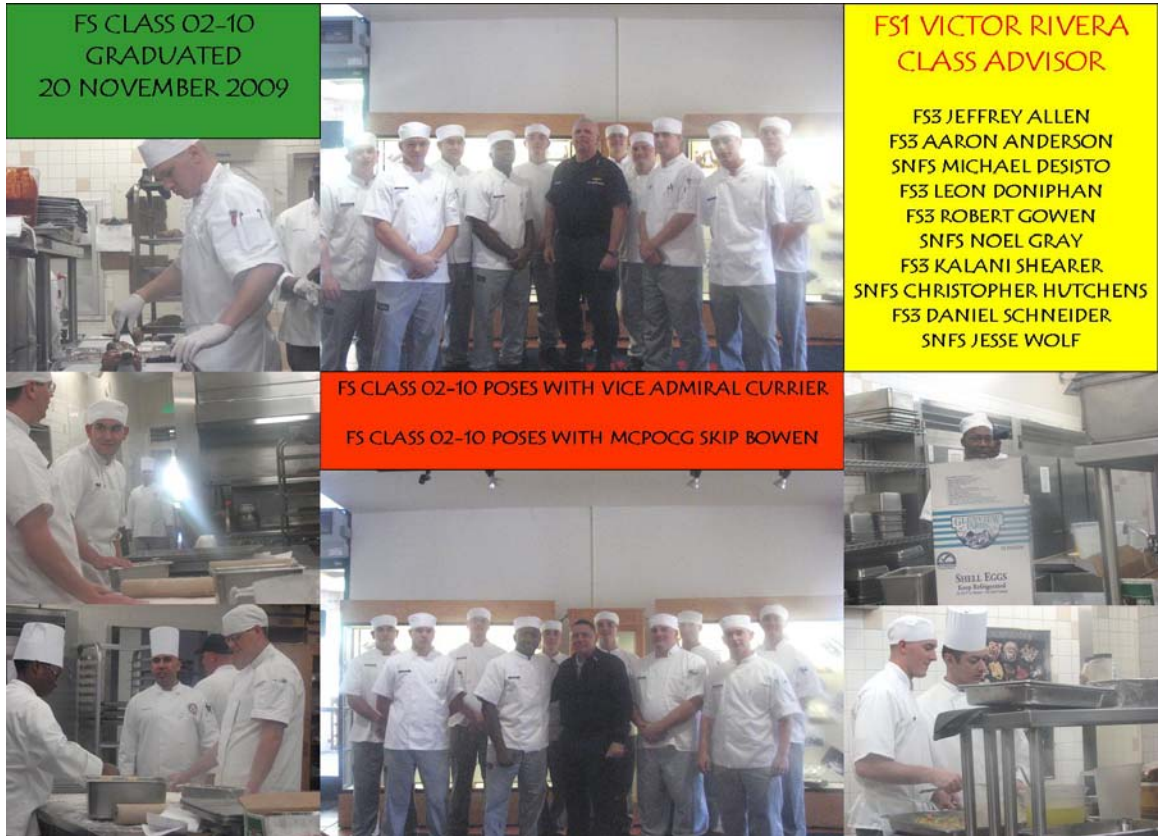 FS CLASS 02-10
GRADUATED
20 NOVEMBER 2009
FS1 VICTOR RIVERA
CLASS ADVISOR
FS3 JEFFREY ALLEN
FS3 AARON ANDERSON
SNFS MICHAEL DESISTO
FS3 LEON DONIPHAN
FS3 ROBERT GOWEN
SNFS NOEL GRAY
FS3 KALANI SHEARER
SNFS CHRISTOPHER HUTCHENS
FS3 DANIEL SCHNEIDER
SNFS JESSE WOLF
FS CLASS 02-10 POSES WITH VICE ADMIRAL CURRIER
FS CLASS 02-10 POSES WITH MCPOCG SKIP BOWEN
SHELL EGGS
Keep Refrigerated